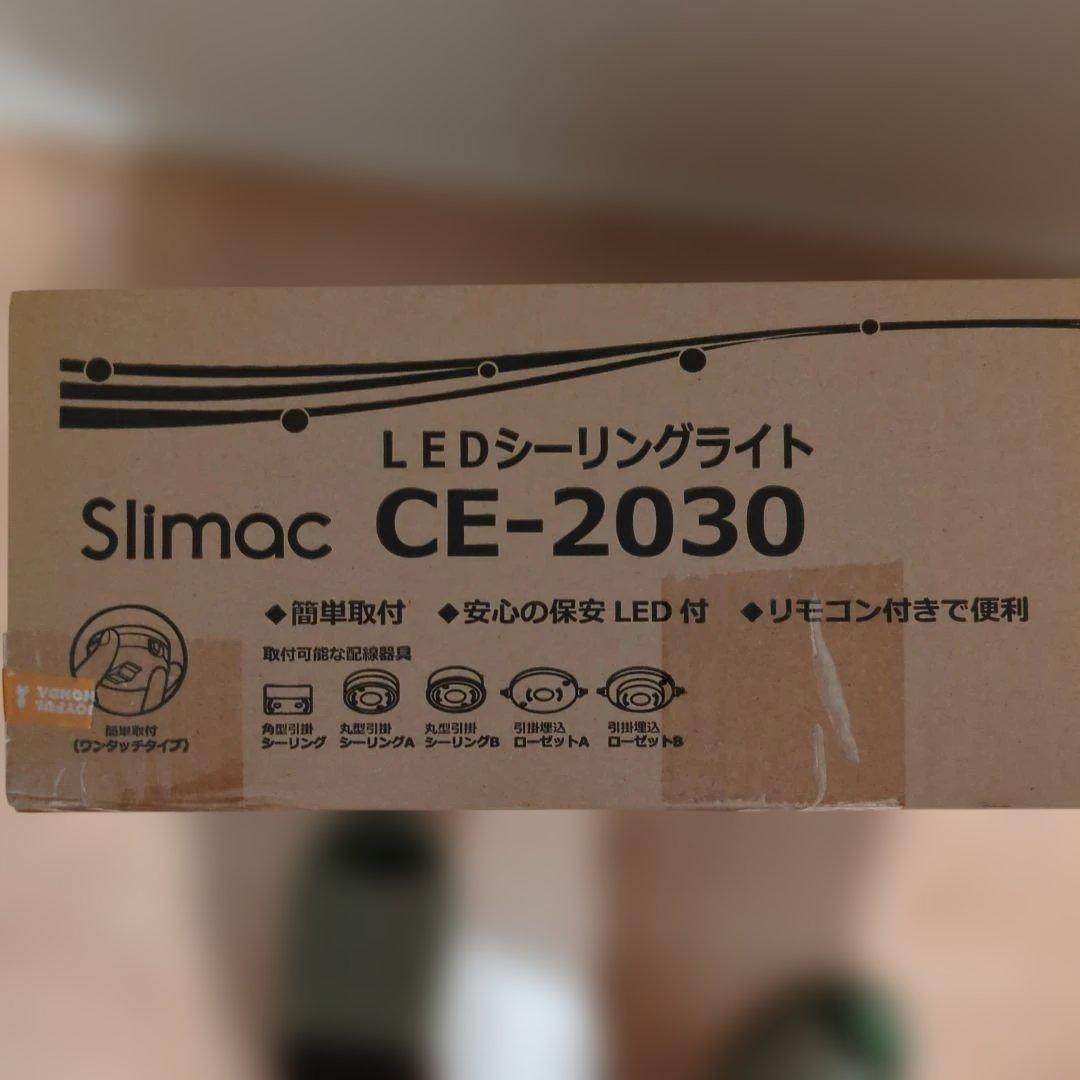 LEDシーリングライト
Slimac CE-2030
◆簡単取付 ◆安心の保安LED付 ◆リモコン付きで便利
取付可能な配線器具
角型引掛シーリング
丸型引掛シーリングA
丸型引掛シーリングB
引掛埋込ローゼットA
引掛埋込ローゼットB
簡単取付
(ワンタッチタイプ)
JOYFUL
HONDA